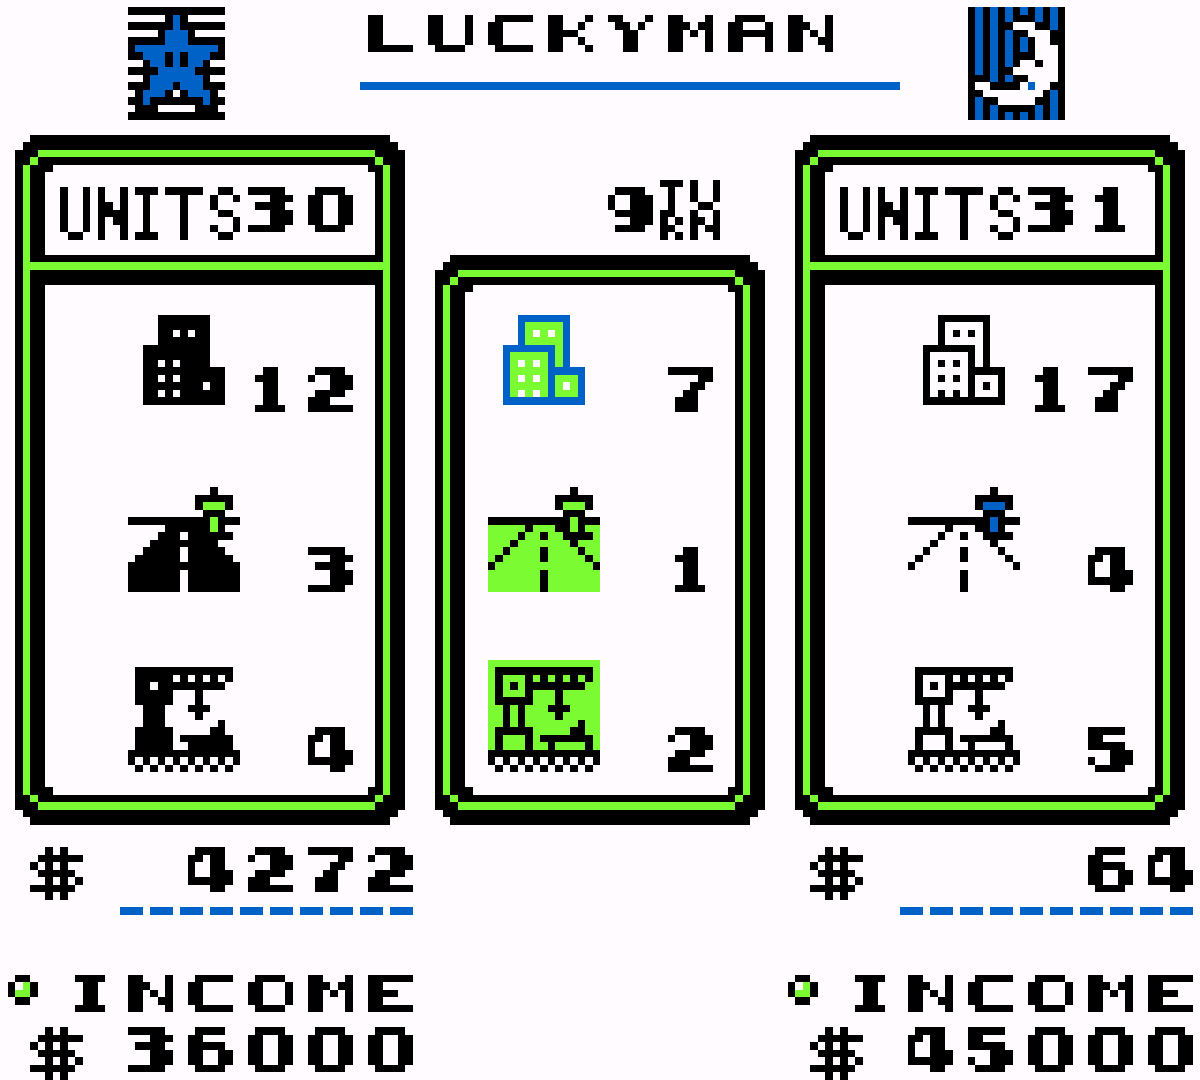 LUCKYMAN
UNITS30
9TURN
UNITS31
12
7
17
3
1
4
4
2
5
$ 4272
$ 64
INCOME
INCOME
$ 36000
$ 45000